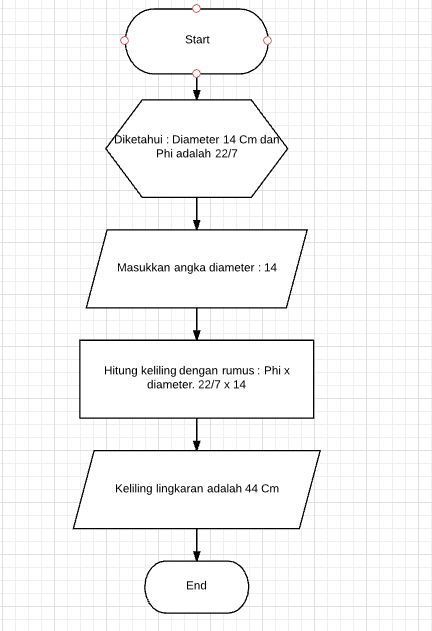 Start
Diketahui : Diameter 14 Cm dan
Phi adalah 22/7
Masukkan angka diameter : 14
Hitung keliling dengan rumus : Phi x
diameter. 22/7 x 14
Keliling lingkaran adalah 44 Cm
End